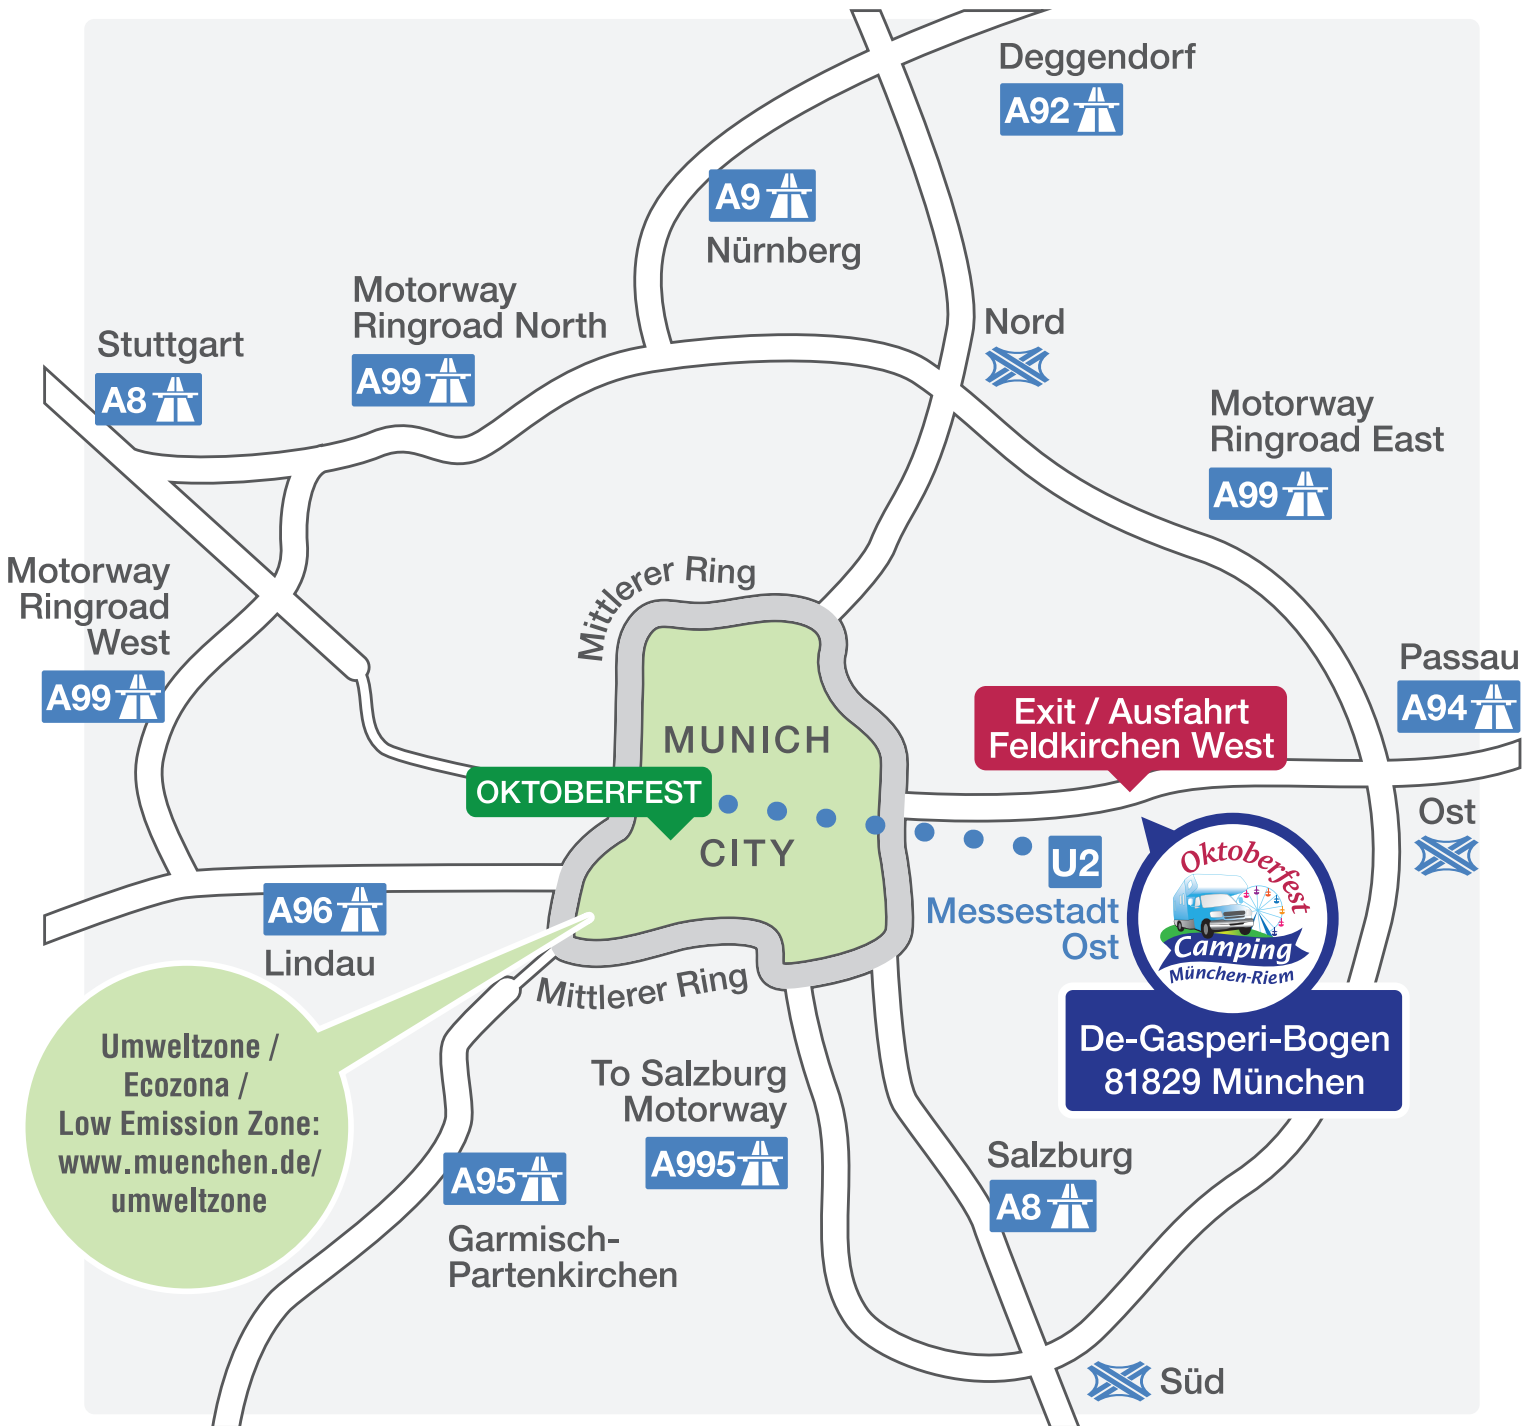 Deggendorf
A92
A9
Nürnberg
Motorway
Ringroad North
A99
Nord
Stuttgart
A8
Motorway
Ringroad East
A99
Motorway
Ringroad
West
A99
Mittlerer Ring
Passau
A94
Exit / Ausfahrt
Feldkirchen West
MUNICH
CITY
OKTOBERFEST
Ost
U2
Messestadt
Ost
Oktoberfest
Camping
München-Riem
De-Gasperi-Bogen
81829 München
A96
Lindau
Mittlerer Ring
Umweltzone /
Ecozona /
Low Emission Zone:
www.muenchen.de/
umweltzone
To Salzburg
Motorway
A995
A95
Garmisch-
Partenkirchen
Salzburg
A8
Süd